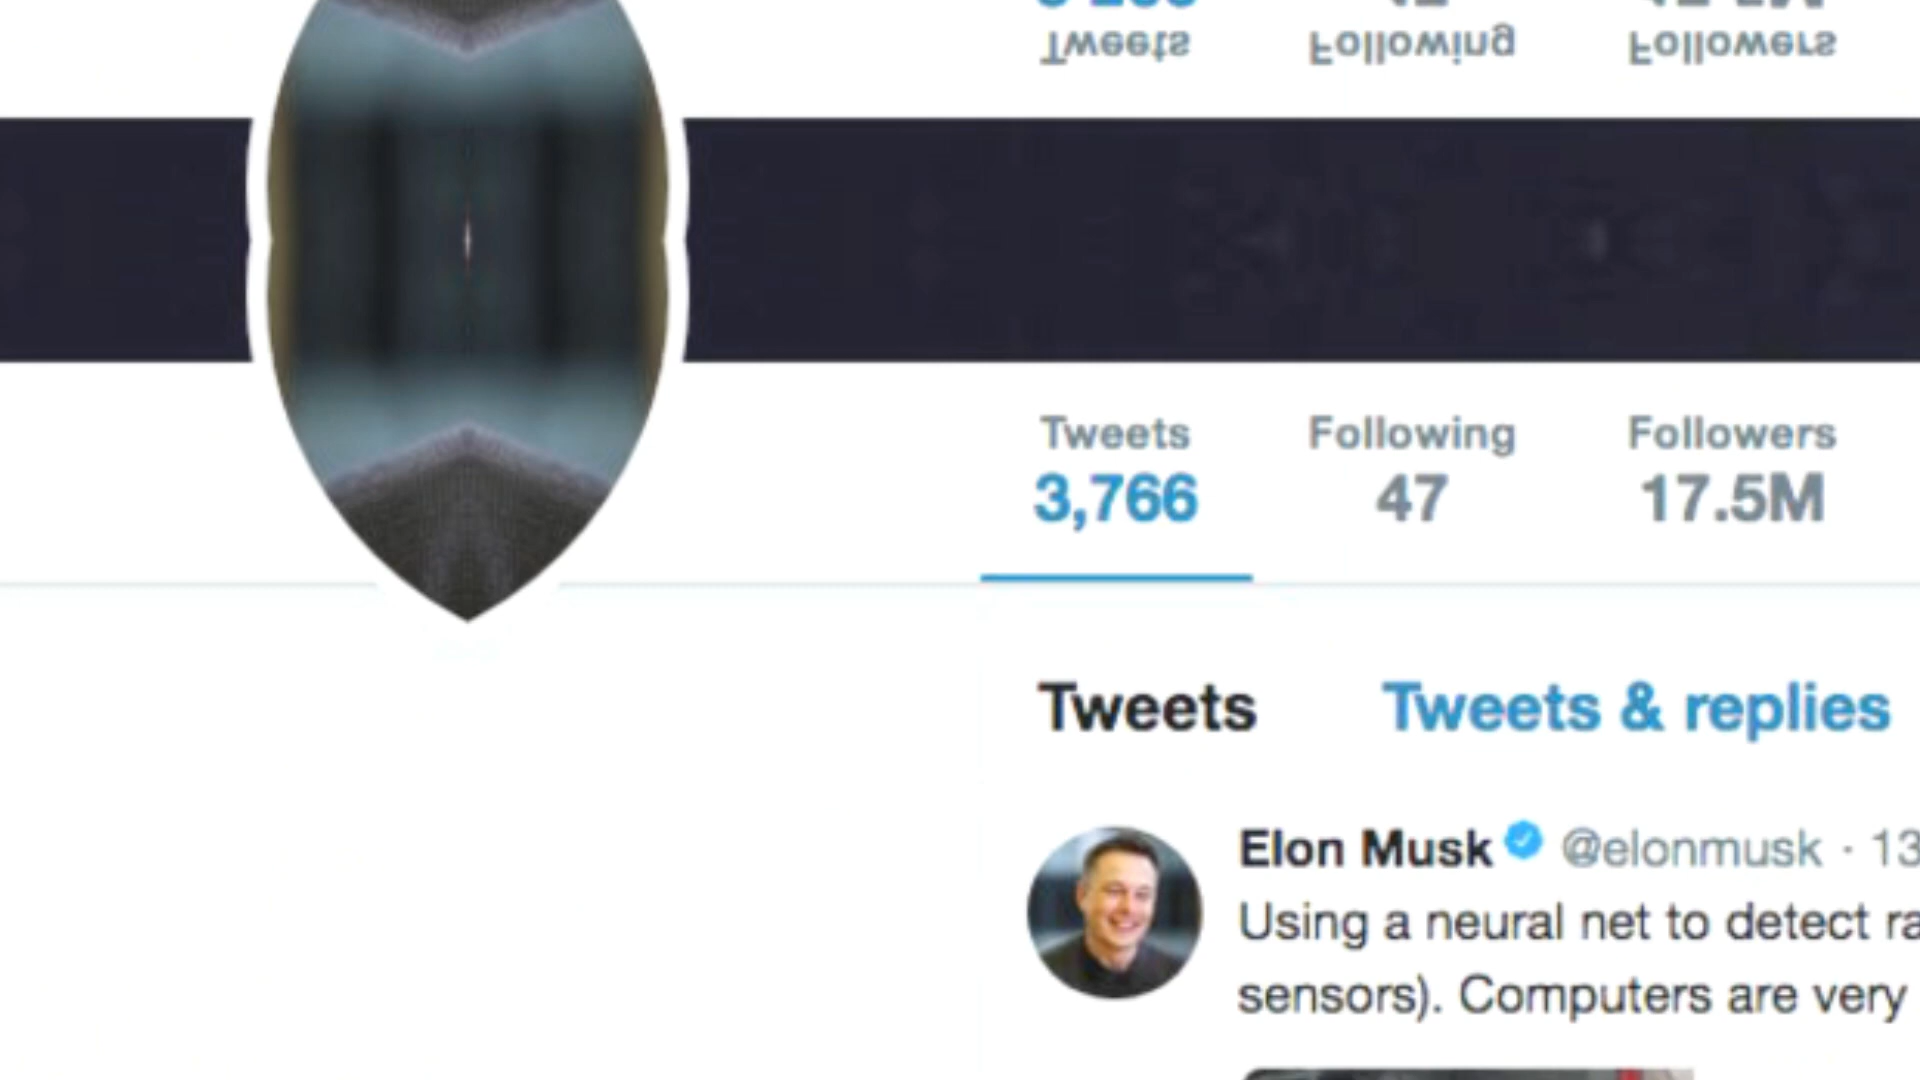 Tweets Following Followers
Tweets Following Followers
3,766 47 17.5M
Tweets Tweets & replies
Elon Musk @elonmusk · 13
Using a neural net to detect
sensors). Computers are very